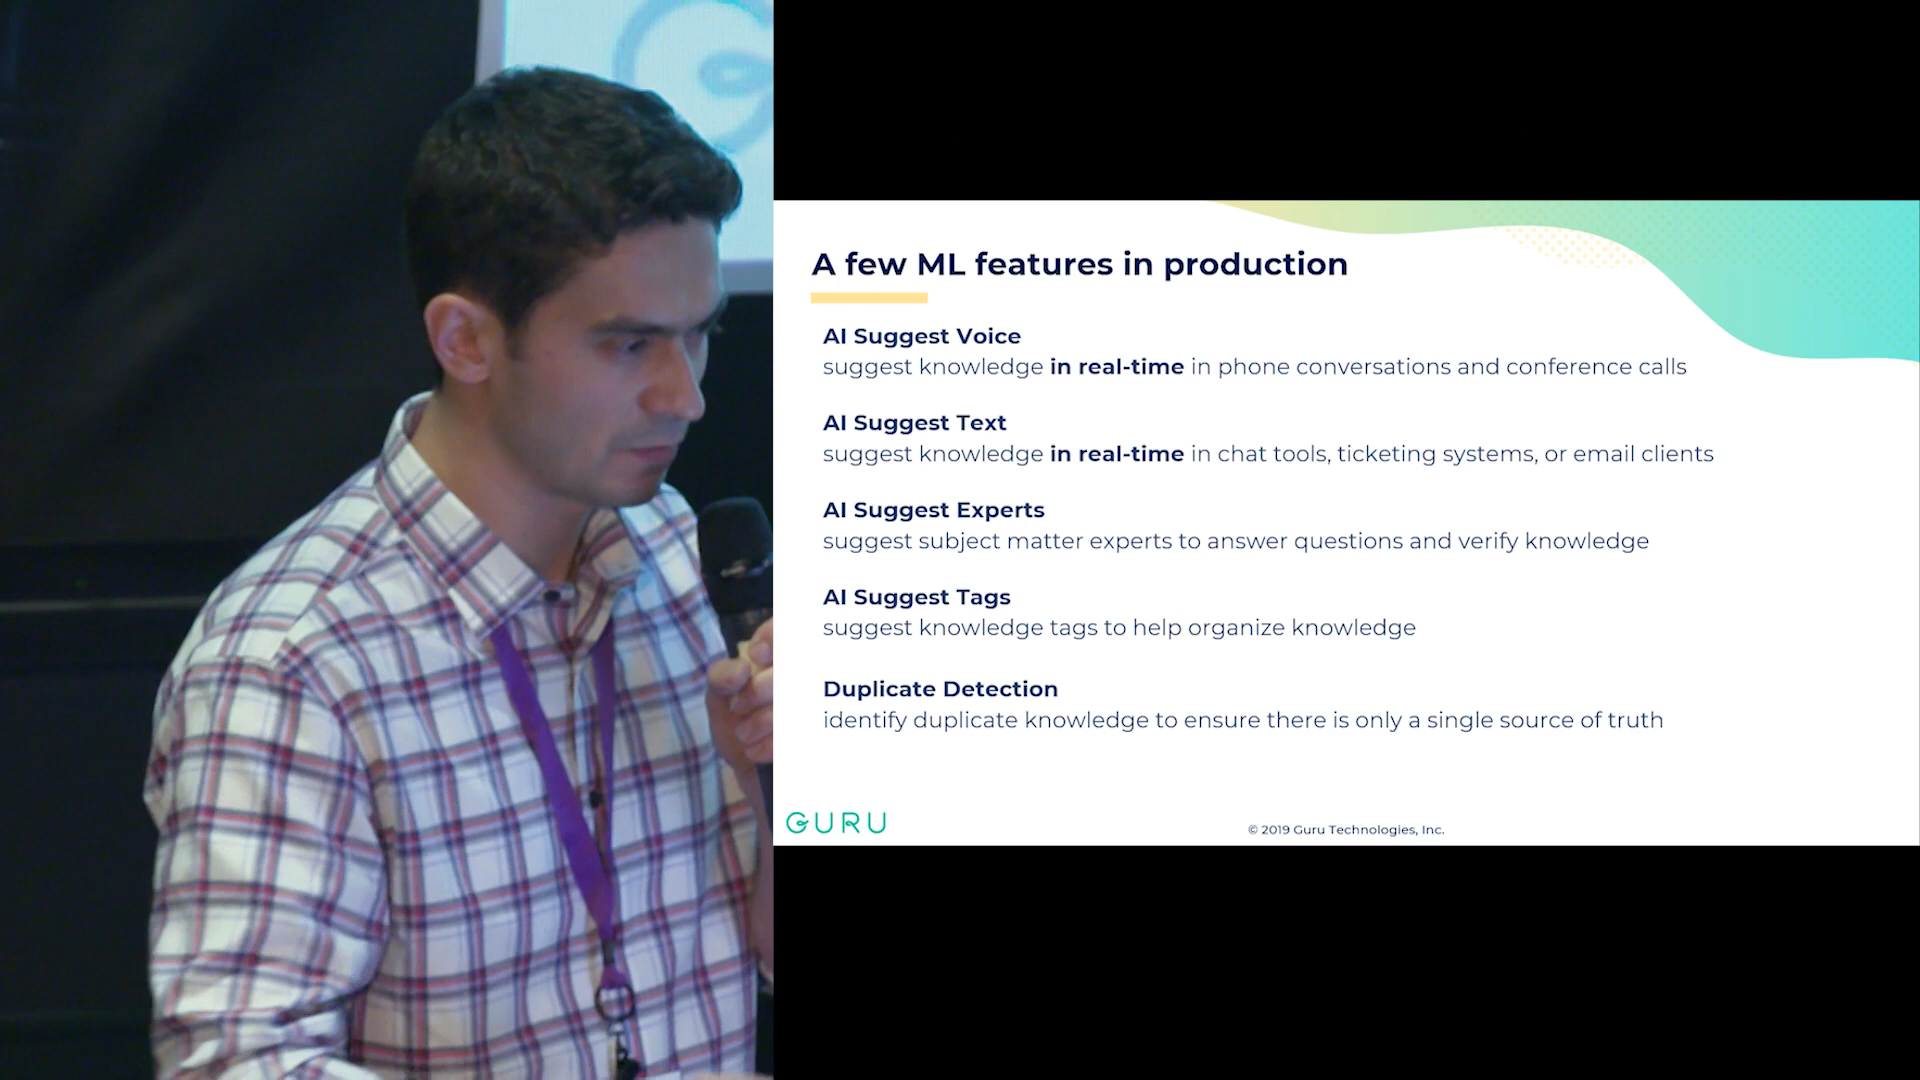 A few ML features in production
AI Suggest Voice
suggest knowledge in real-time in phone conversations and conference calls
AI Suggest Text
suggest knowledge in real-time in chat tools, ticketing systems, or email clients
AI Suggest Experts
suggest subject matter experts to answer questions and verify knowledge
AI Suggest Tags
suggest knowledge tags to help organize knowledge
Duplicate Detection
identify duplicate knowledge to ensure there is only a single source of truth
GURU
© 2019 Guru Technologies, Inc.